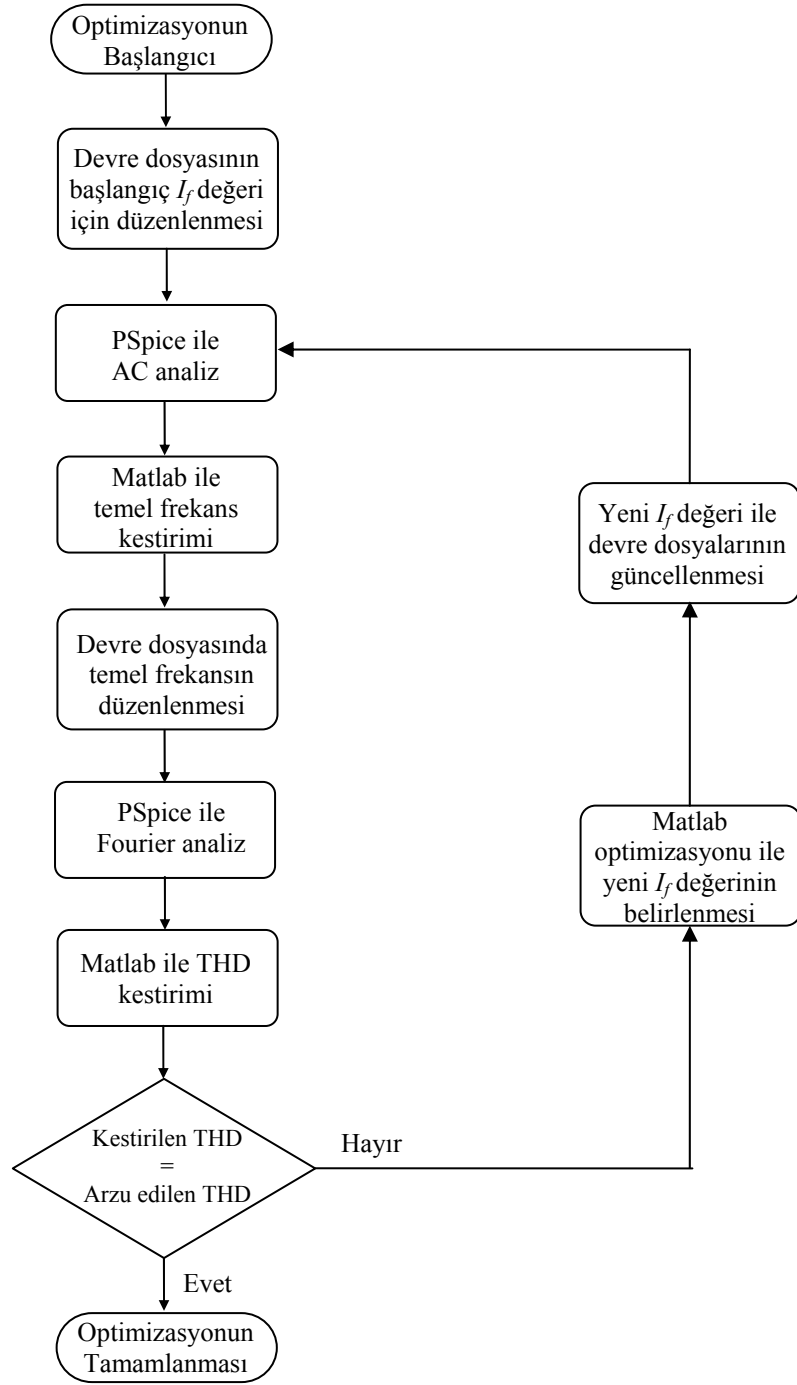 Optimizasyonun
Başlangıcı
Devre dosyasının
başlangıç If değeri
için düzenlenmesi
PSpice ile
AC analiz
Matlab ile
temel frekans
kestirimi
Devre dosyasında
temel frekansın
düzenlenmesi
PSpice ile
Fourier analiz
Matlab ile THD
kestirimi
Kestirilen THD
=
Arzu edilen THD
Hayır
Evet
Optimizasyonun
Tamamlanması
Matlab
optimizasyonu ile
yeni If değerinin
belirlenmesi
Yeni If değeri ile
devre dosyalarının
güncellenmesi